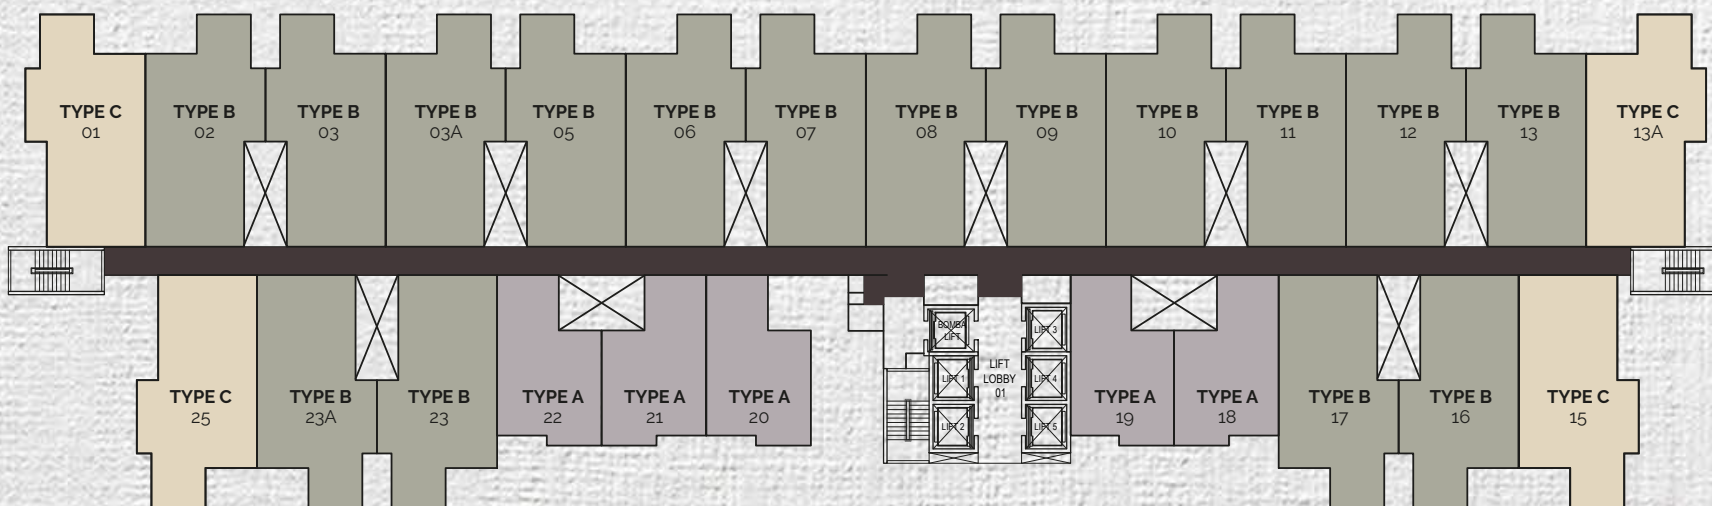 TYPE C
01
TYPE B
02
TYPE B
03
TYPE B
03A
TYPE B
05
TYPE B
06
TYPE B
07
TYPE B
08
TYPE B
09
TYPE B
10
TYPE B
11
TYPE B
12
TYPE B
13
TYPE C
13A
TYPE C
25
TYPE B
23A
TYPE B
23
TYPE A
22
TYPE A
21
TYPE A
20
BOMBA
LIFT
LIFT 1
LIFT 2
LIFT
LOBBY
01
LIFT 3
LIFT 4
LIFT 5
TYPE A
19
TYPE A
18
TYPE B
17
TYPE B
16
TYPE C
15